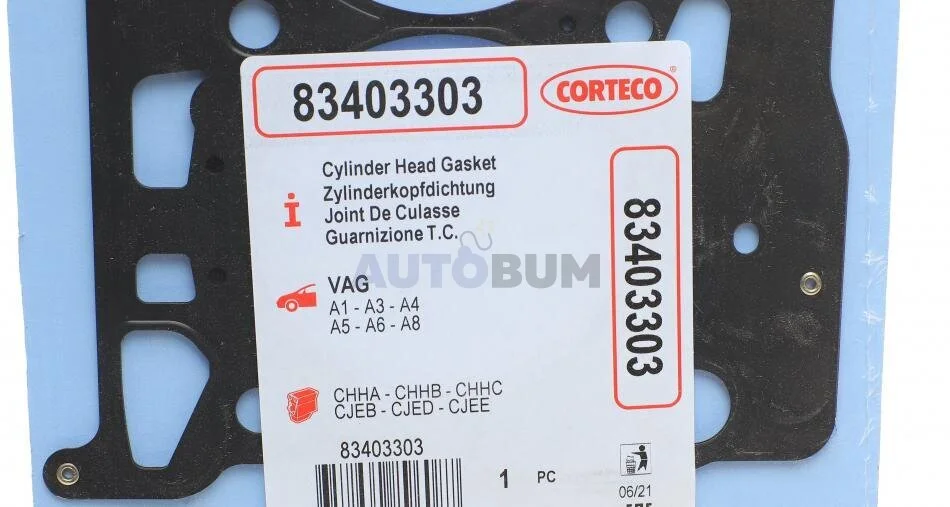 83403303
CORTECO®
Cylinder Head Gasket
Zylinderkopfdichtung
Joint De Culasse
Guarnizione T.C.
i
AUTOBUM
VAG
A1 - A3 - A4
A5 - A6 - A8
83403303
CHHA - CHHB - CHHC
CJEB - CJED - CJEE
83403303
1 PC
06/21